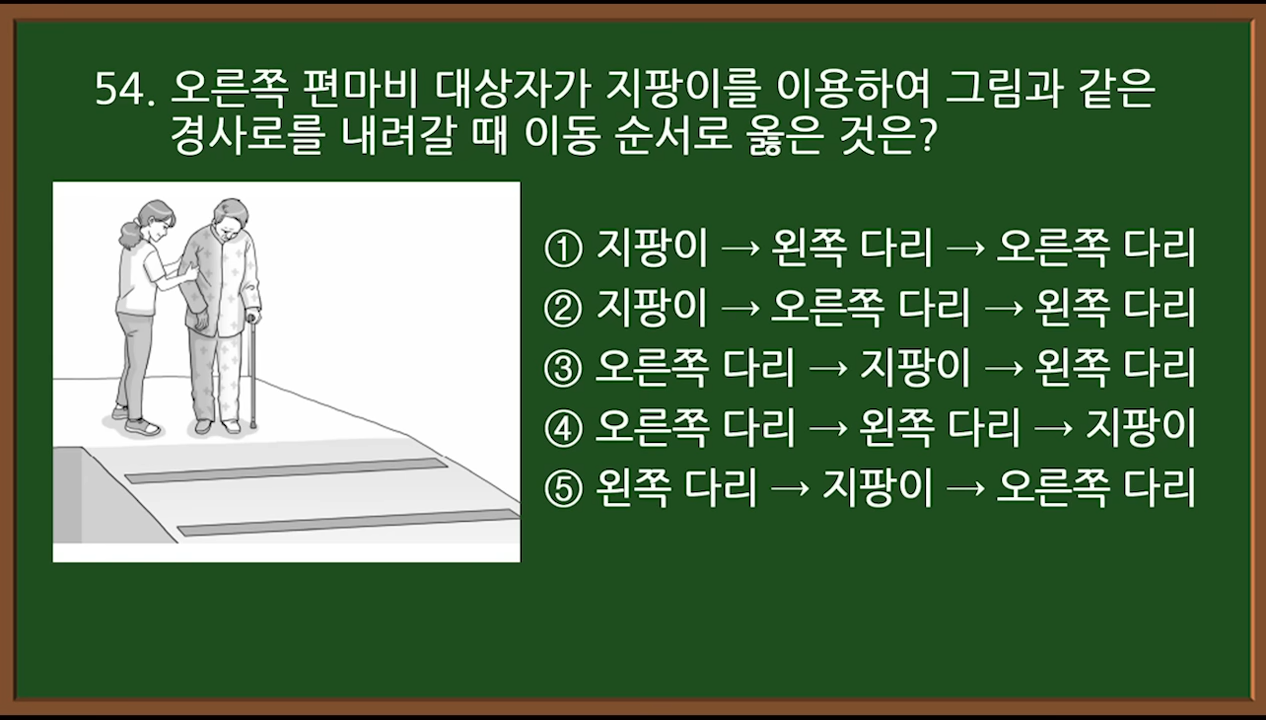 54. 오른쪽 편마비 대상자가 지팡이를 이용하여 그림과 같은
경사로를 내려갈 때 이동 순서로 옳은 것은?
① 지팡이 → 왼쪽 다리 → 오른쪽 다리
② 지팡이 → 오른쪽 다리 → 왼쪽 다리
③ 오른쪽 다리 → 지팡이 → 왼쪽 다리
④ 오른쪽 다리 → 왼쪽 다리 → 지팡이
⑤ 왼쪽 다리 → 지팡이 → 오른쪽 다리